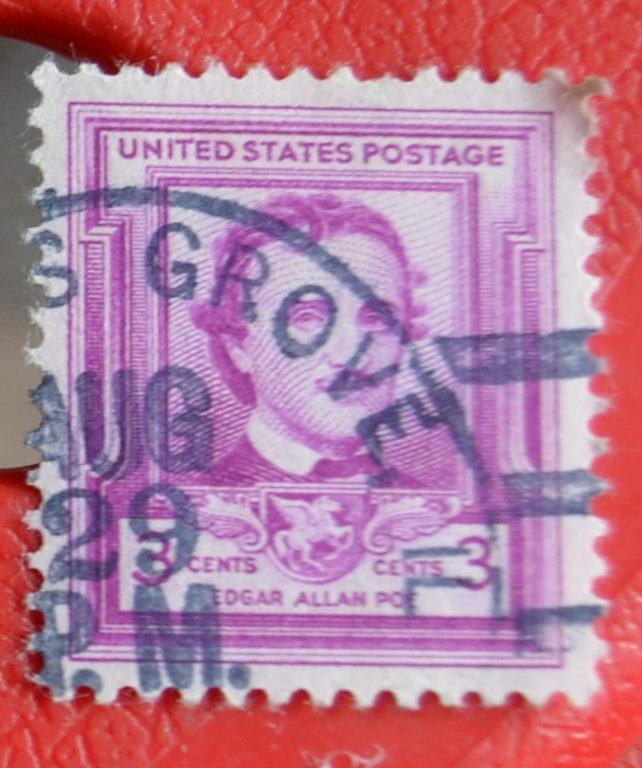 UNITED STATES POSTAGE
S GROVE,
AUG
29
P.M.
3 CENTS CENTS 3
EDGAR ALLAN POE